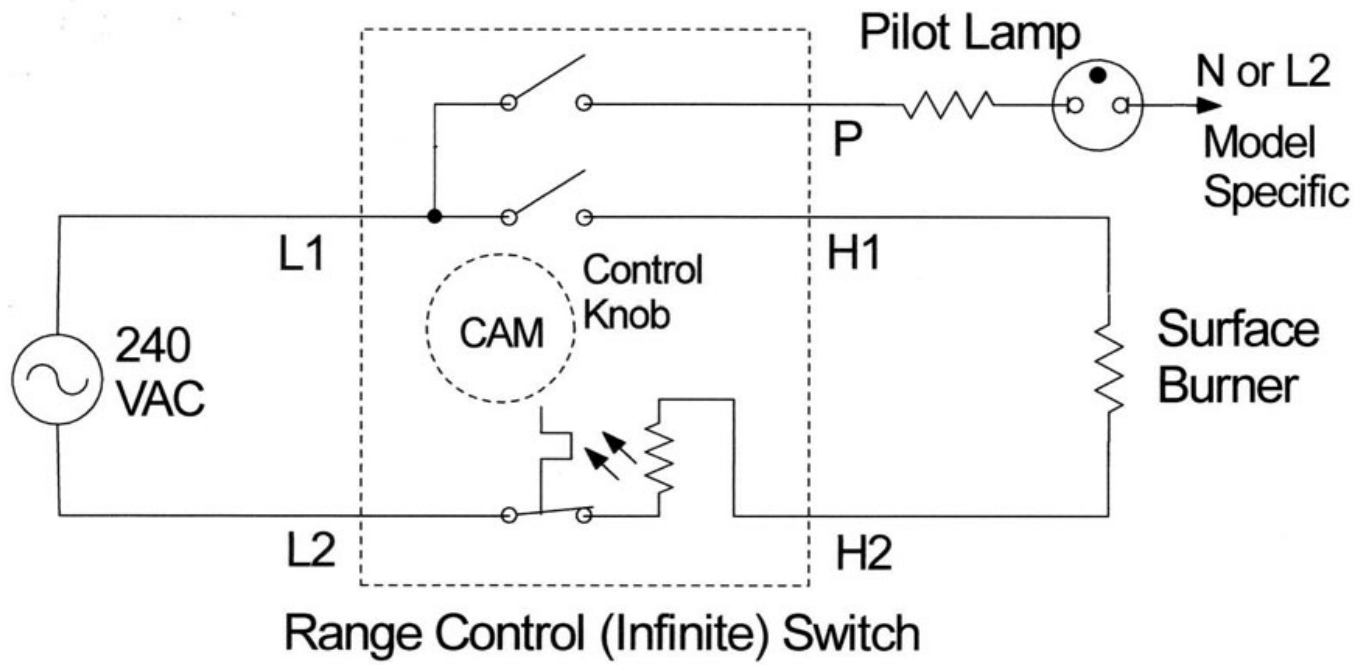 Pilot Lamp
N or L2
Model
Specific
P
L1
H1
Control
Knob
CAM
240
VAC
Surface
Burner
L2
H2
Range Control (Infinite) Switch